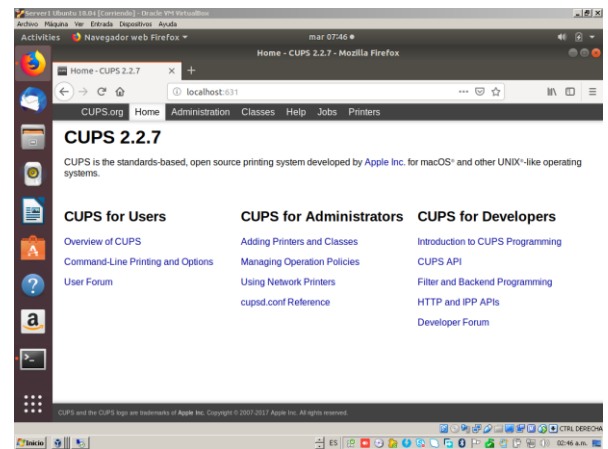 Server1 Ubuntu 18.04 [Corriendo] - Oracle VM VirtualBox
Archivo Máquina Ver Entrada Dispositivos Ayuda
Activities Navegador web Firefox mar 07:46
Home - CUPS 2.2.7 - Mozilla Firefox
Home - CUPS 2.2.7
localhost:631
CUPS.org Home Administration Classes Help Jobs Printers
CUPS 2.2.7
CUPS is the standards-based, open source printing system developed by Apple Inc. for macOS® and other UNIX®-like operating
systems.
CUPS for Users
Overview of CUPS
Command-Line Printing and Options
User Forum
CUPS for Administrators
Adding Printers and Classes
Managing Operation Policies
Using Network Printers
cupsd.conf Reference
CUPS for Developers
Introduction to CUPS Programming
CUPS API
Filter and Backend Programming
HTTP and IPP APIs
Developer Forum
CUPS and the CUPS logo are trademarks of Apple Inc. Copyright © 2007-2017 Apple Inc. All rights reserved.
CTRL DERECHA
Inicio ES 02:46 a.m.